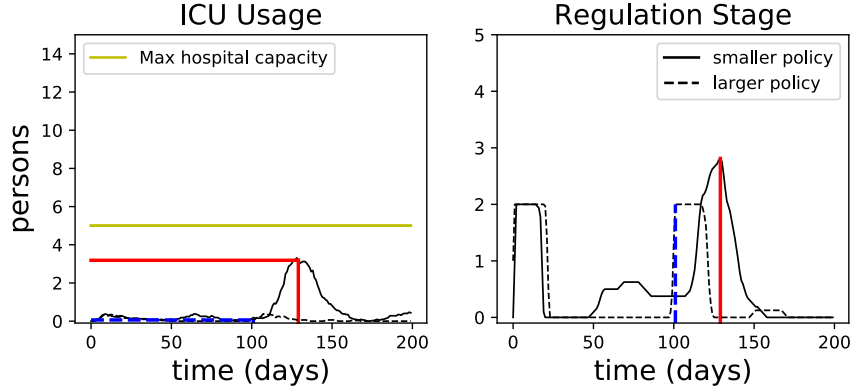 ICU Usage
Max hospital capacity
persons
14
12
10
8
6
4
2
0
0 50 100 150 200
time (days)
Regulation Stage
smaller policy
larger policy
5
4
3
2
1
0
0 50 100 150 200
time (days)